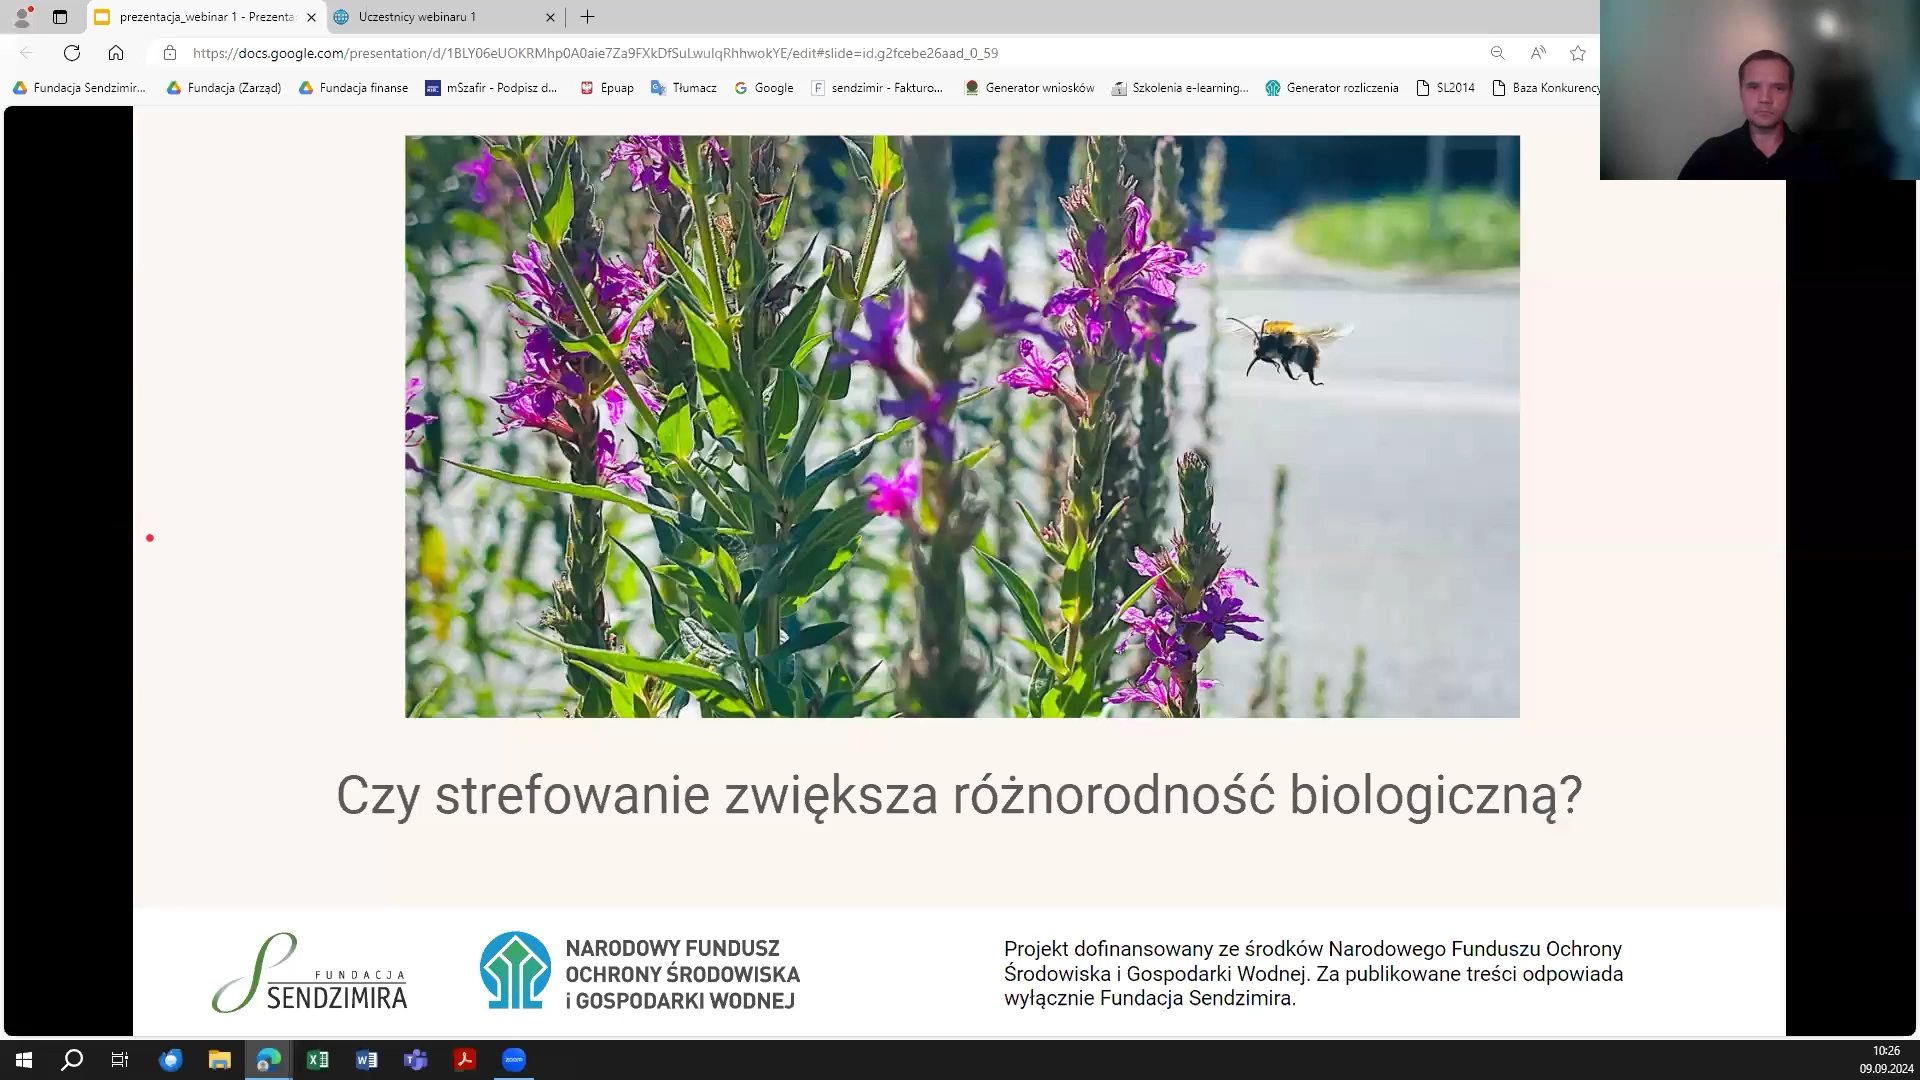 prezentacja_webinar 1 - Prezenta
Uczestnicy webinaru 1
https://docs.google.com/presentation/d/1BLY06eUOKRMhp0A0aie7Za9FXkDfSuLwulqRhhwokYE/edit#slide=id.g2fcebe26aad_0_59
Fundacja Sendzimir...
Fundacja (Zarząd)
Fundacja finanse
mSzafir - Podpisz d...
Epuap
Tłumacz
Google
sendzimir - Fakturo...
Generator wniosków
Szkolenia e-learning...
Generator rozliczenia
SL2014
Baza Konkurency
Czy strefowanie zwiększa różnorodność biologiczną?
FUNDACJA
SENDZIMIRA
NARODOWY FUNDUSZ
OCHRONY ŚRODOWISKA
i GOSPODARKI WODNEJ
Projekt dofinansowany ze środków Narodowego Funduszu Ochrony
Środowiska i Gospodarki Wodnej. Za publikowane treści odpowiada
wyłącznie Fundacja Sendzimira.
zoom
10:26
09.09.2024